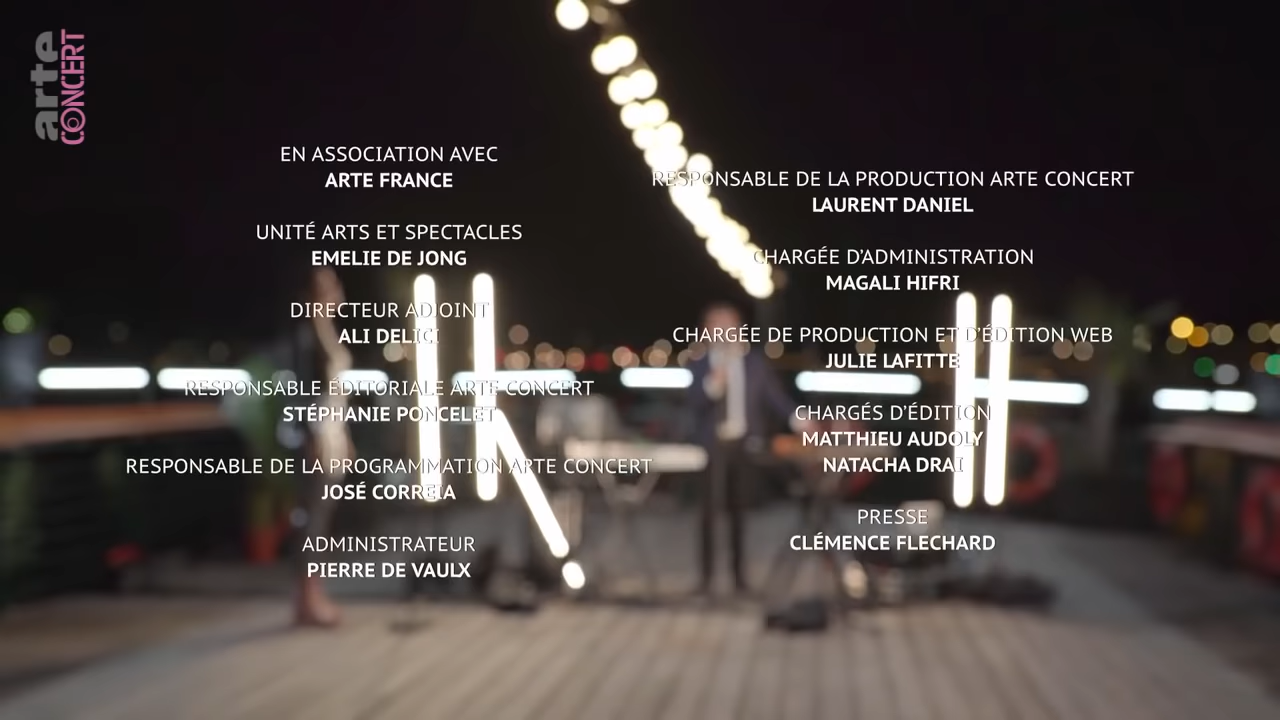 arte
CONCERT
EN ASSOCIATION AVEC
ARTE FRANCE
UNITÉ ARTS ET SPECTACLES
EMELIE DE JONG
DIRECTEUR ADJOINT
ALI DELICI
RESPONSABLE ÉDITORIALE ARTE CONCERT
STÉPHANIE PONCELET
RESPONSABLE DE LA PROGRAMMATION ARTE CONCERT
JOSÉ CORREIA
ADMINISTRATEUR
PIERRE DE VAULX
RESPONSABLE DE LA PRODUCTION ARTE CONCERT
LAURENT DANIEL
CHARGÉE D'ADMINISTRATION
MAGALI HIFRI
CHARGÉE DE PRODUCTION ET D'ÉDITION WEB
JULIE LAFITTE
CHARGÉS D'ÉDITION
MATTHIEU AUDOLY
NATACHA DRAI
PRESSE
CLÉMENCE FLECHARD